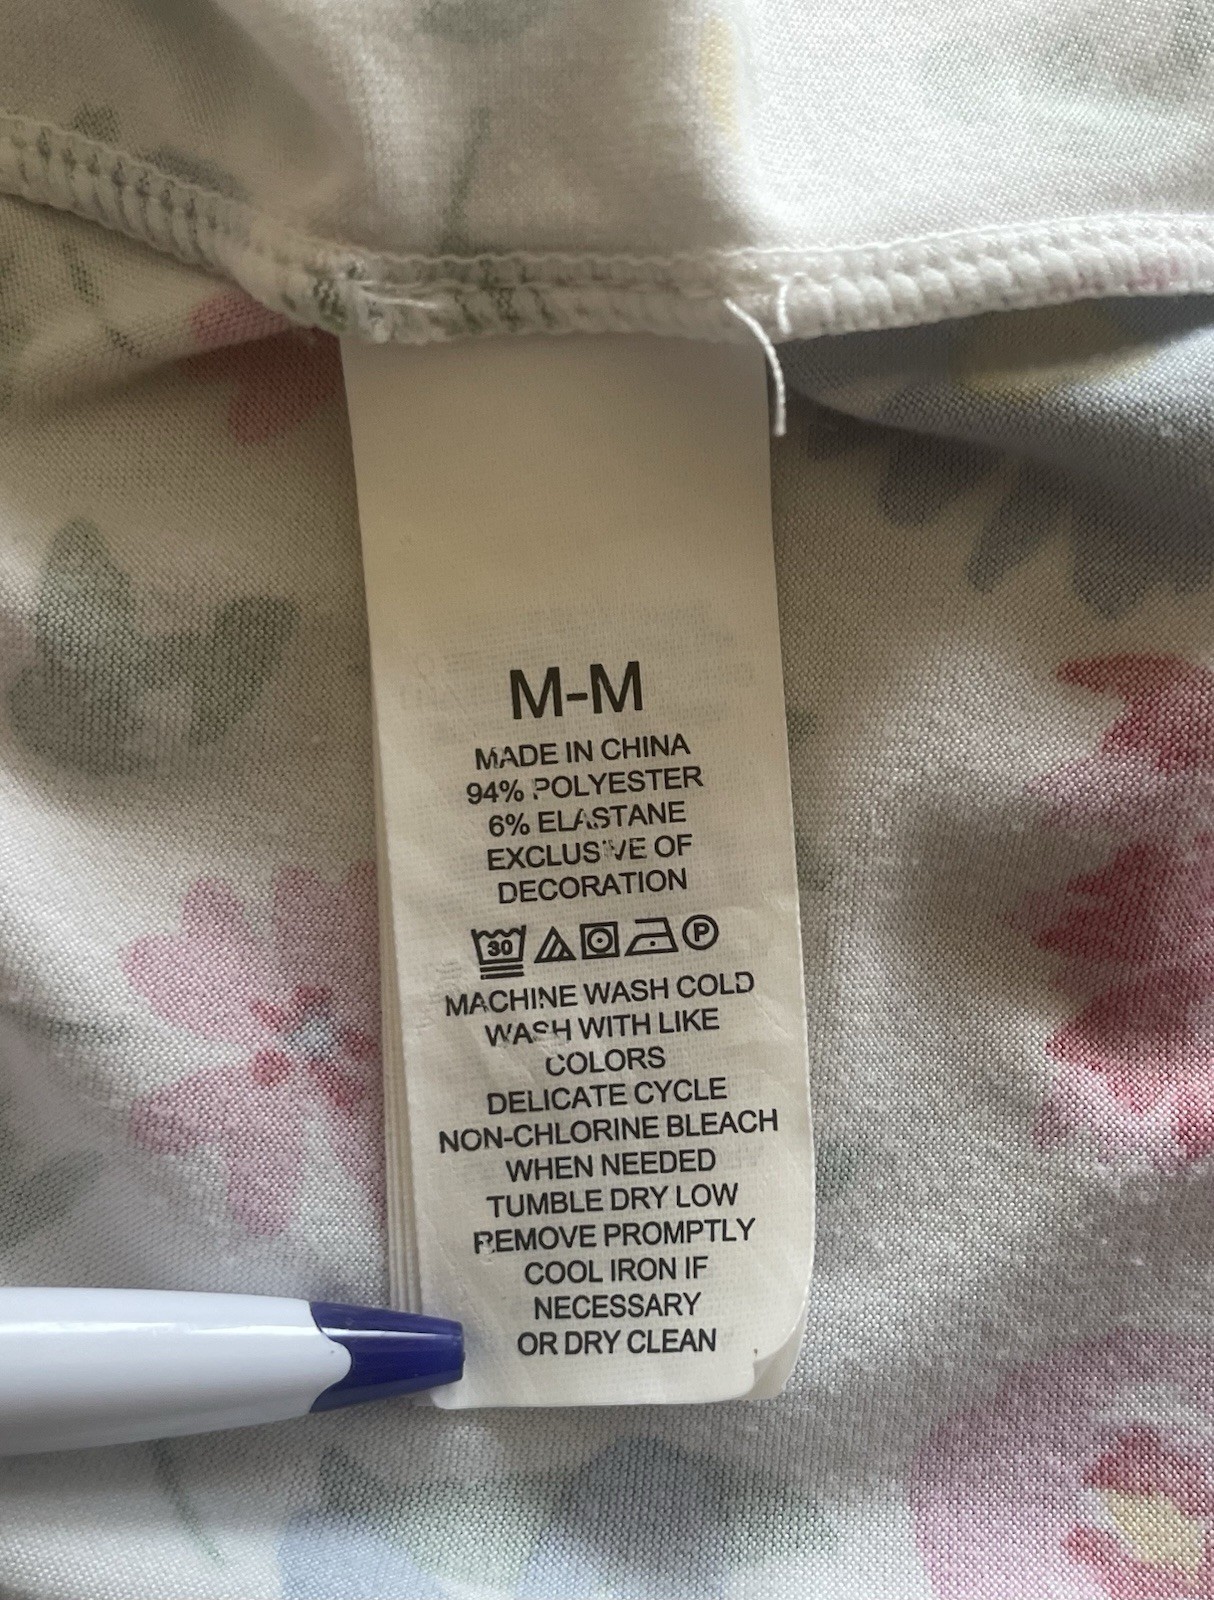 M-M
MADE IN CHINA
94% POLYESTER
6% ELASTANE
EXCLUSIVE OF
DECORATION
30 P
MACHINE WASH COLD
WASH WITH LIKE
COLORS
DELICATE CYCLE
NON-CHLORINE BLEACH
WHEN NEEDED
TUMBLE DRY LOW
REMOVE PROMPTLY
COOL IRON IF
NECESSARY
OR DRY CLEAN